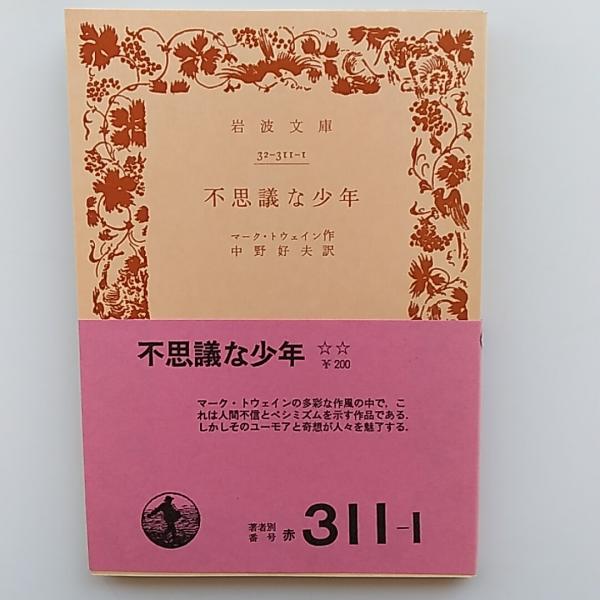 岩波文庫
32-311-1
不思議な少年
マーク・トウェイン作
中野好夫訳
不思議な少年 ☆☆
¥200
マーク・トウェインの多彩な作風の中で，こ
れは人間不信とペシミズムを示す作品である．
しかしそのユーモアと奇想が人々を魅了する．
著者別
番号 赤 311-1